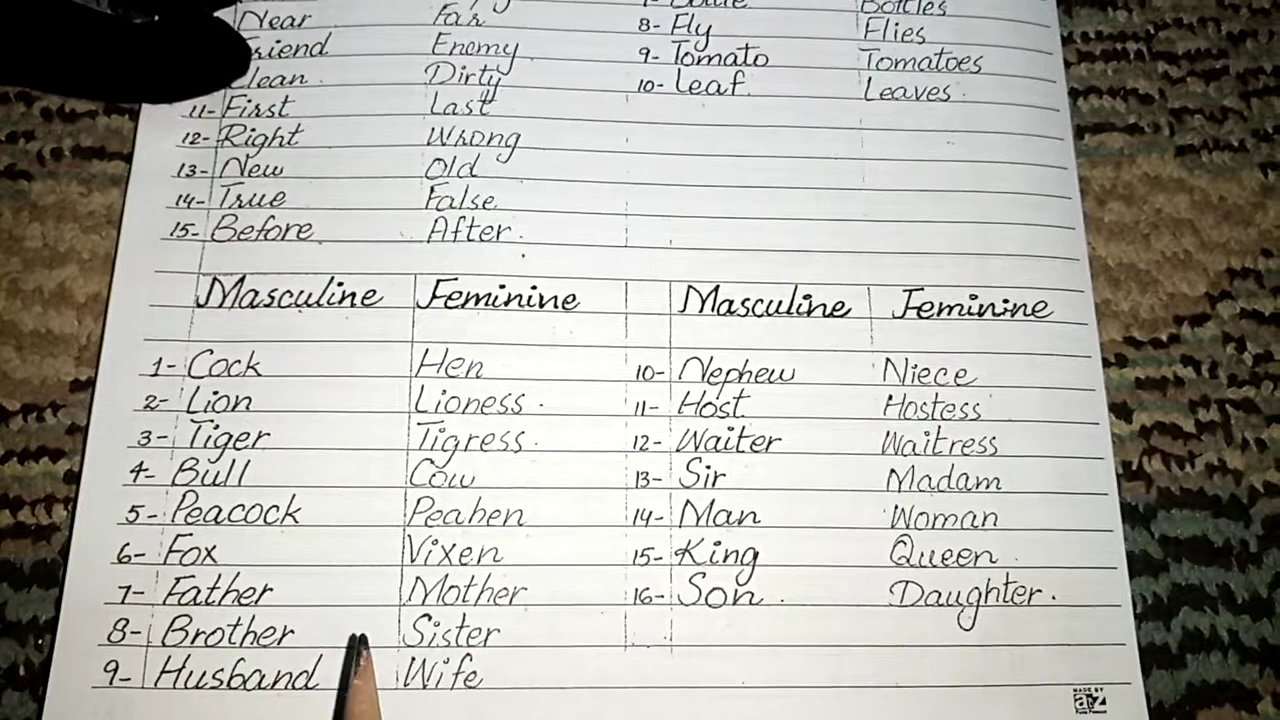 Near Far 8- Fly Flies
Friend Enemy 9- Tomato Tomatoes
Clean Dirty 10- Leaf Leaves
11- First Last
12- Right Wrong
13- New Old
14- True False
15- Before After
Masculine Feminine Masculine Feminine
1- Cock Hen 10- Nephew Niece
2- Lion Lioness 11- Host Hostess
3- Tiger Tigress 12- Waiter Waitress
4- Bull Cow 13- Sir Madam
5- Peacock Peahen 14- Man Woman
6- Fox Vixen 15- King Queen
7- Father Mother 16- Son Daughter
8- Brother Sister
9- Husband Wife
MADE BY